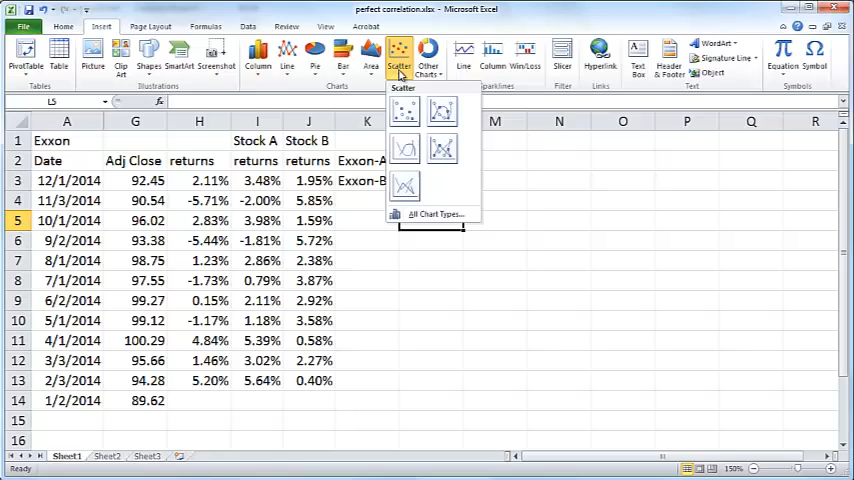 perfect correlation.xlsx - Microsoft Excel
File Home Insert Page Layout Formulas Data Review View Acrobat
PivotTable Table Picture Clip Art Shapes SmartArt Screenshot Column Line Pie Bar Area Scatter Other Charts Line Column Win/Loss Slicer Hyperlink Text Box Header & Footer WordArt Signature Line Object Equation Symbol
Tables Illustrations Charts Sparklines Filter Links Text Symbols
L5 fx
Scatter
All Chart Types...
A G H I J K M N O P Q R
1 Exxon Stock A Stock B
2 Date Adj Close returns returns returns Exxon-A
3 12/1/2014 92.45 2.11% 3.48% 1.95% Exxon-B
4 11/3/2014 90.54 -5.71% -2.00% 5.85%
5 10/1/2014 96.02 2.83% 3.98% 1.59%
6 9/2/2014 93.38 -5.44% -1.81% 5.72%
7 8/1/2014 98.75 1.23% 2.86% 2.38%
8 7/1/2014 97.55 -1.73% 0.79% 3.87%
9 6/2/2014 99.27 0.15% 2.11% 2.92%
10 5/1/2014 99.12 -1.17% 1.18% 3.58%
11 4/1/2014 100.29 4.84% 5.39% 0.58%
12 3/3/2014 95.66 1.46% 3.02% 2.27%
13 2/3/2014 94.28 5.20% 5.64% 0.40%
14 1/2/2014 89.62
15
16
Sheet1 Sheet2 Sheet3
Ready 150%